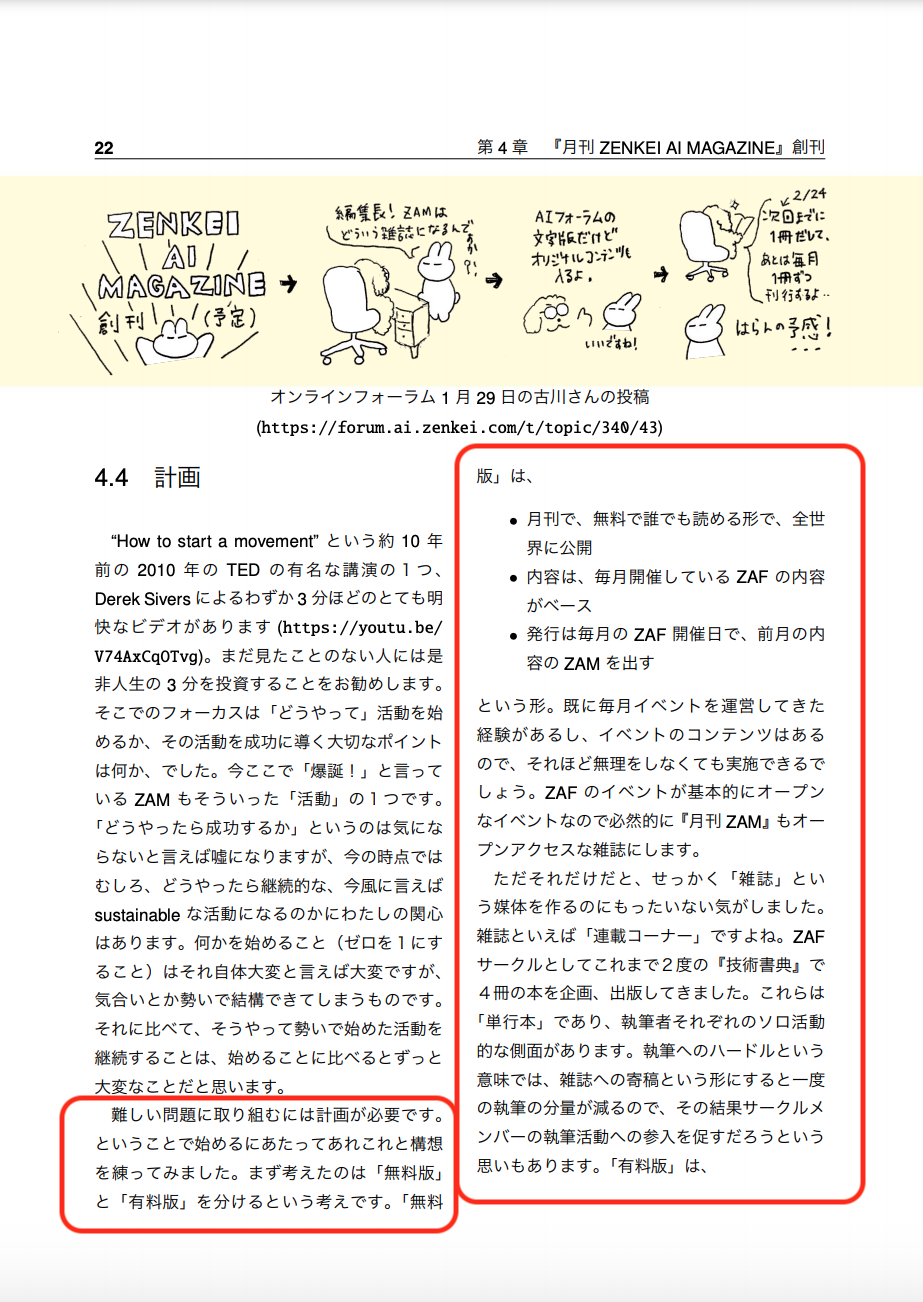 22
第4章 『月刊 ZENKEI AI MAGAZINE』創刊
ZENKEI
AI
MAGAZINE
創刊 (予定)
編集長! ZAMは
どういう雑誌になるんで
すか?!
AIフォーラムの
文字版だけど
オリジナルコンテンツも
入るよ。
いいですね!
2/24
次回までに
1冊だして、
あとは毎月
1冊ずつ
刊行するよ..
はらんの予感!
オンラインフォーラム 1 月 29 日の古川さんの投稿
(https://forum.ai.zenkei.com/t/topic/340/43)
4.4 計画
“How to start a movement” という約 10 年
前の 2010 年の TED の有名な講演の1つ、
Derek Sivers によるわずか 3 分ほどのとても明
快なビデオがあります (https://youtu.be/
V74AxCqOTvg)。まだ見たことのない人には是
非人生の 3 分を投資することをお勧めします。
そこでのフォーカスは「どうやって」活動を始
めるか、その活動を成功に導く大切なポイント
は何か、でした。今ここで「爆誕!」と言って
いる ZAM もそういった「活動」の1つです。
「どうやったら成功するか」というのは気にな
らないと言えば嘘になりますが、今の時点では
むしろ、どうやったら継続的な、今風に言えば
sustainable な活動になるのかにわたしの関心
はあります。何かを始めること(ゼロを1にす
ること)はそれ自体大変と言えば大変ですが、
気合いとか勢いで結構できてしまうものです。
それに比べて、そうやって勢いで始めた活動を
継続することは、始めることに比べるとずっと
大変なことだと思います。
難しい問題に取り組むには計画が必要です。
ということで始めるにあたってあれこれと構想
を練ってみました。まず考えたのは「無料版」
と「有料版」を分けるという考えです。「無料
版」は、
• 月刊で、無料で誰でも読める形で、全世
界に公開
• 内容は、毎月開催している ZAF の内容
がベース
• 発行は毎月の ZAF 開催日で、前月の内
容の ZAM を出す
という形。既に毎月イベントを運営してきた
経験があるし、イベントのコンテンツはある
ので、それほど無理をしなくても実施できるで
しょう。ZAF のイベントが基本的にオープン
なイベントなので必然的に『月刊 ZAM』もオー
プンアクセスな雑誌にします。
ただそれだけだと、せっかく「雑誌」とい
う媒体を作るのにもったいない気がしました。
雑誌といえば「連載コーナー」ですよね。ZAF
サークルとしてこれまで2度の『技術書典』で
4冊の本を企画、出版してきました。これらは
「単行本」であり、執筆者それぞれのソロ活動
的な側面があります。執筆へのハードルという
意味では、雑誌への寄稿という形にすると一度
の執筆の分量が減るので、その結果サークルメ
ンバーの執筆活動への参入を促すだろうという
思いもあります。「有料版」は、